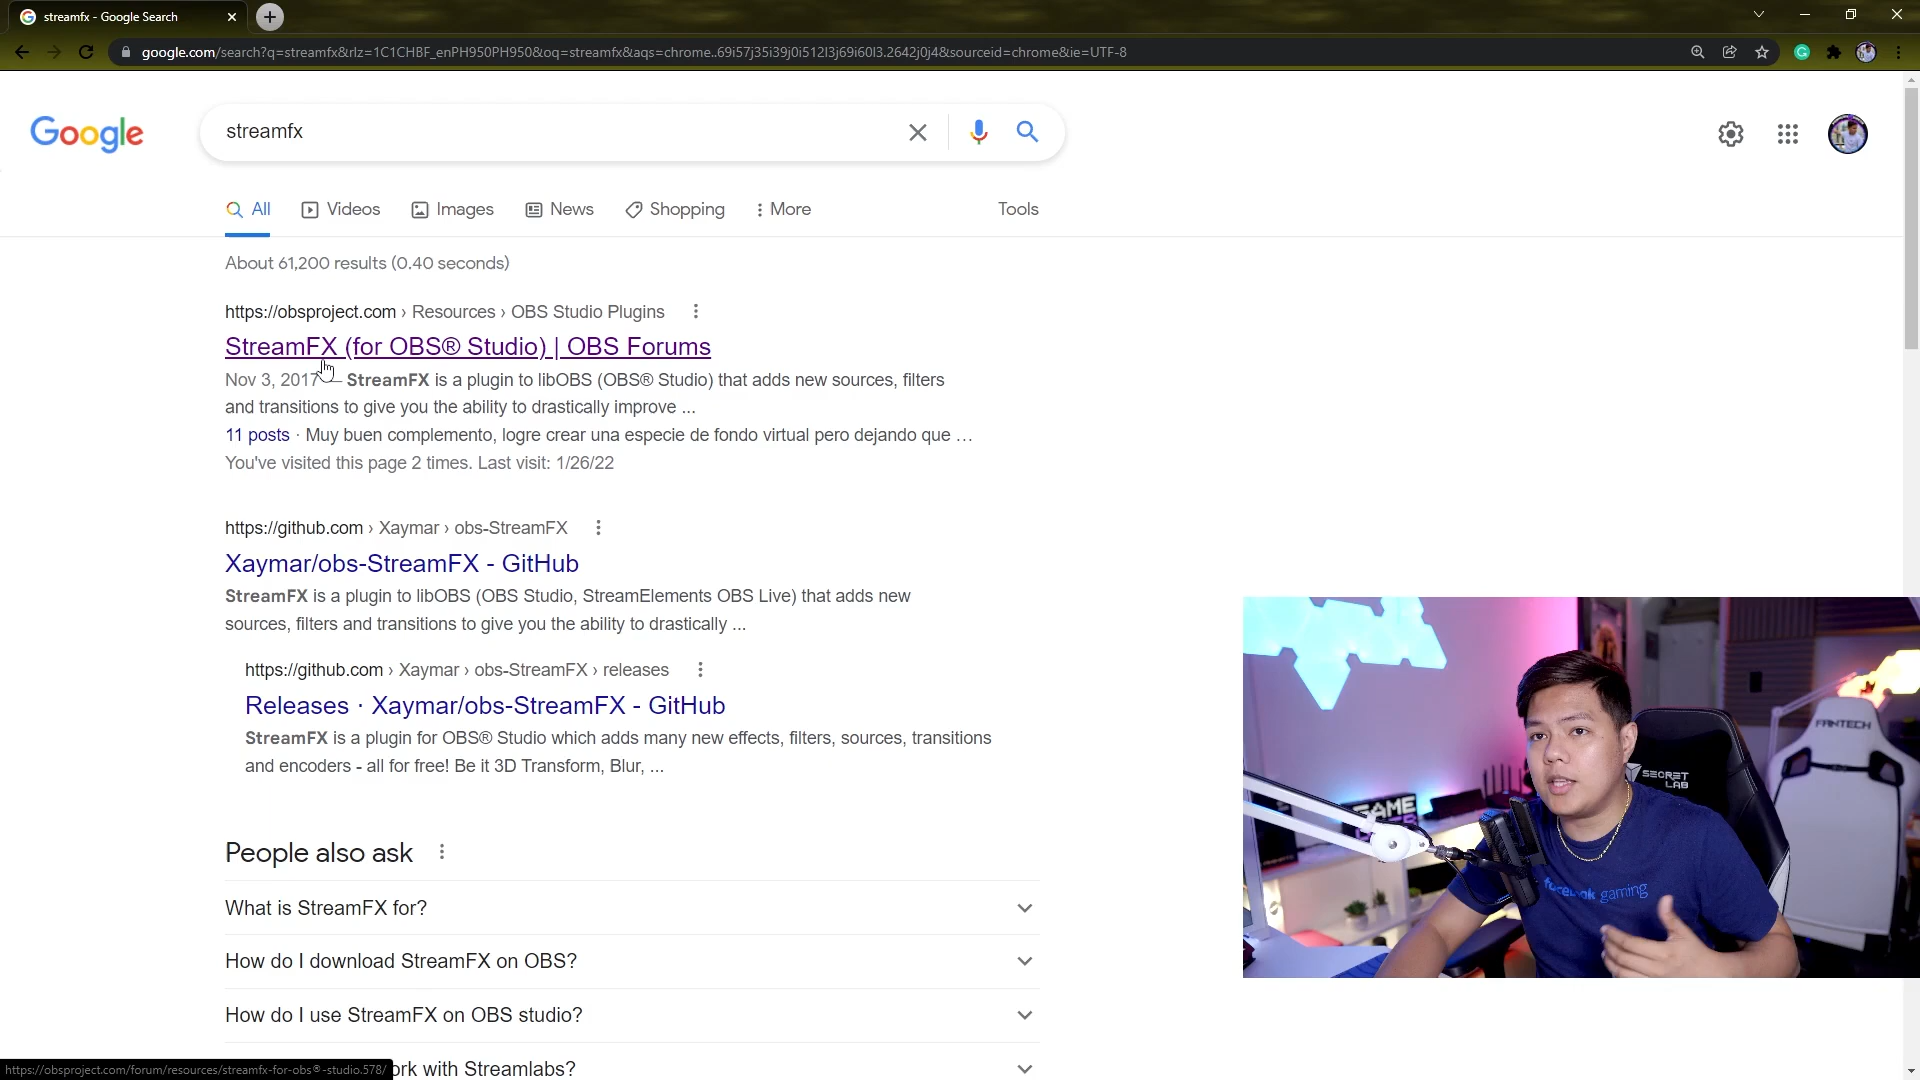 streamfx - Google Search
google.com/search?q=streamfx&rlz=1C1CHBF_enPH950PH950&oq=streamfx&aqs=chrome..69i57j35i39j0i512l3j69i60l3.2642j0j4&sourceid=chrome&ie=UTF-8
Google
streamfx
All Videos Images News Shopping More Tools
About 61,200 results (0.40 seconds)
https://obsproject.com › Resources › OBS Studio Plugins
StreamFX (for OBS® Studio) | OBS Forums
Nov 3, 2017 — StreamFX is a plugin to libOBS (OBS® Studio) that adds new sources, filters
and transitions to give you the ability to drastically improve ...
11 posts · Muy buen complemento, logre crear una especie de fondo virtual pero dejando que ...
You've visited this page 2 times. Last visit: 1/26/22
https://github.com › Xaymar › obs-StreamFX
Xaymar/obs-StreamFX - GitHub
StreamFX is a plugin to libOBS (OBS Studio, StreamElements OBS Live) that adds new
sources, filters and transitions to give you the ability to drastically ...
https://github.com › Xaymar › obs-StreamFX › releases
Releases · Xaymar/obs-StreamFX - GitHub
StreamFX is a plugin for OBS® Studio which adds many new effects, filters, sources, transitions
and encoders - all for free! Be it 3D Transform, Blur, ...
People also ask
What is StreamFX for?
How do I download StreamFX on OBS?
How do I use StreamFX on OBS studio?
ork with Streamlabs?
https://obsproject.com/forum/resources/streamfx-for-obs®-studio.578/
FANTECH
SECRET
LAB
GAME
facebook gaming